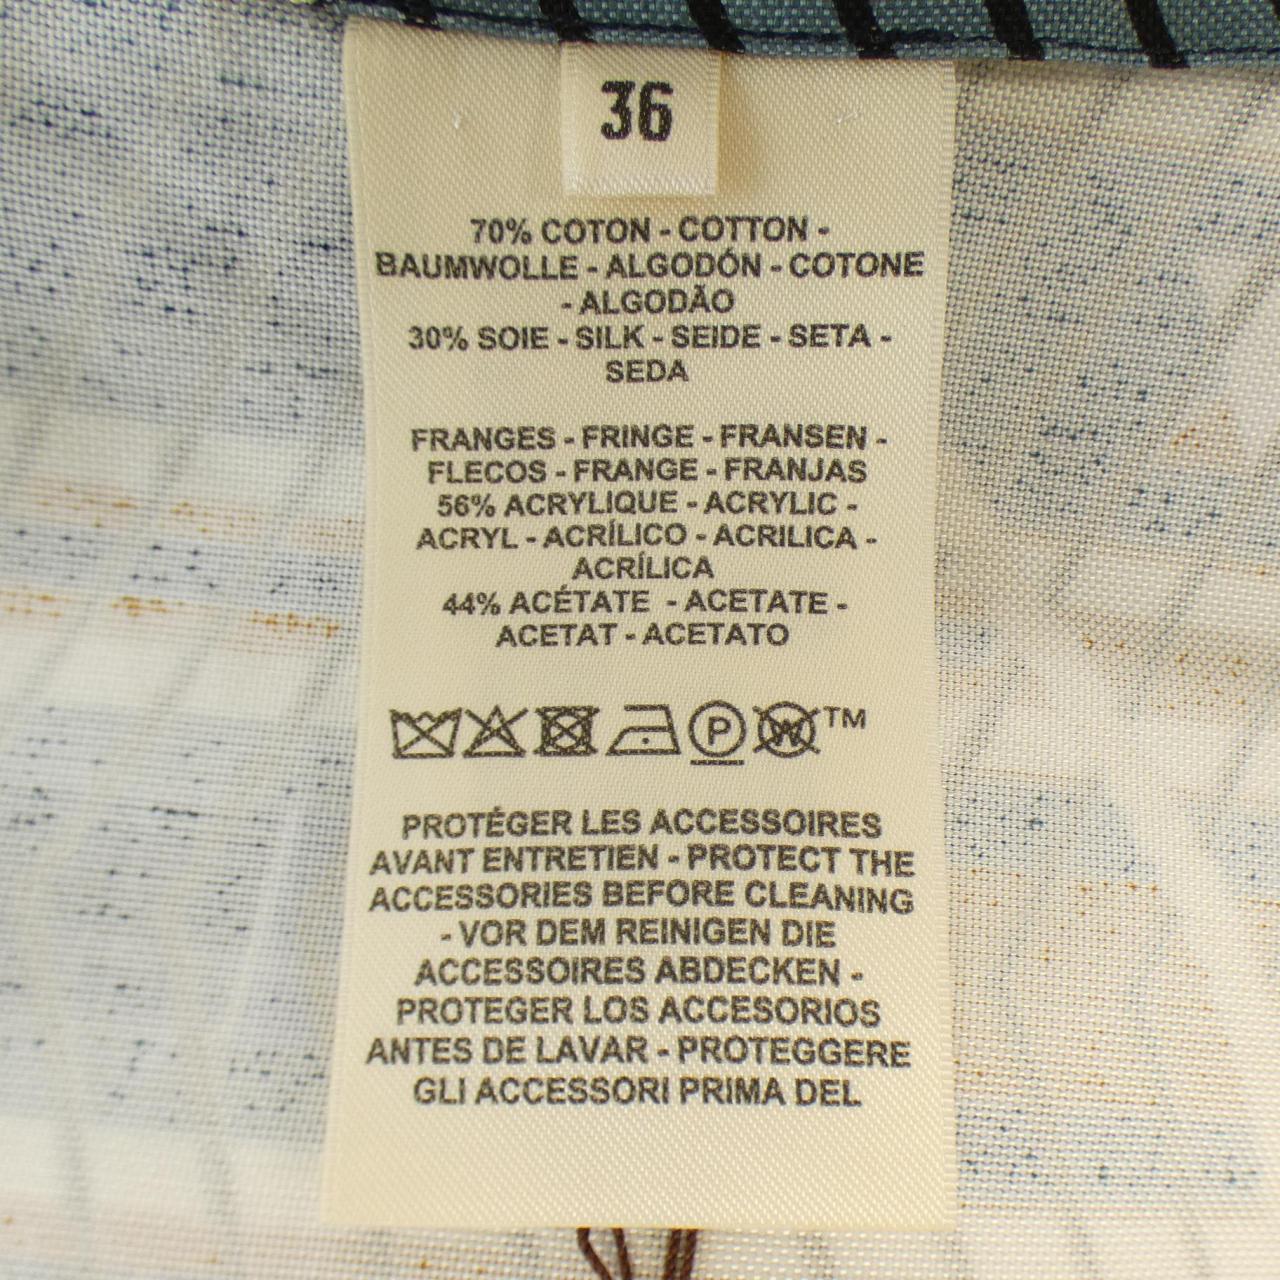 36
70% COTON - COTTON -
BAUMWOLLE - ALGODÓN - COTONE
- ALGODÃO
30% SOIE - SILK - SEIDE - SETA -
SEDA
FRANGES - FRINGE - FRANSEN -
FLECOS - FRANGE - FRANJAS
56% ACRYLIQUE - ACRYLIC -
ACRYL - ACRÍLICO - ACRILICA -
ACRÍLICA
44% ACÉTATE - ACETATE -
ACETAT - ACETATO
P W TM
PROTÉGER LES ACCESSOIRES
AVANT ENTRETIEN - PROTECT THE
ACCESSORIES BEFORE CLEANING
- VOR DEM REINIGEN DIE
ACCESSOIRES ABDECKEN -
PROTEGER LOS ACCESORIOS
ANTES DE LAVAR - PROTEGGERE
GLI ACCESSORI PRIMA DEL